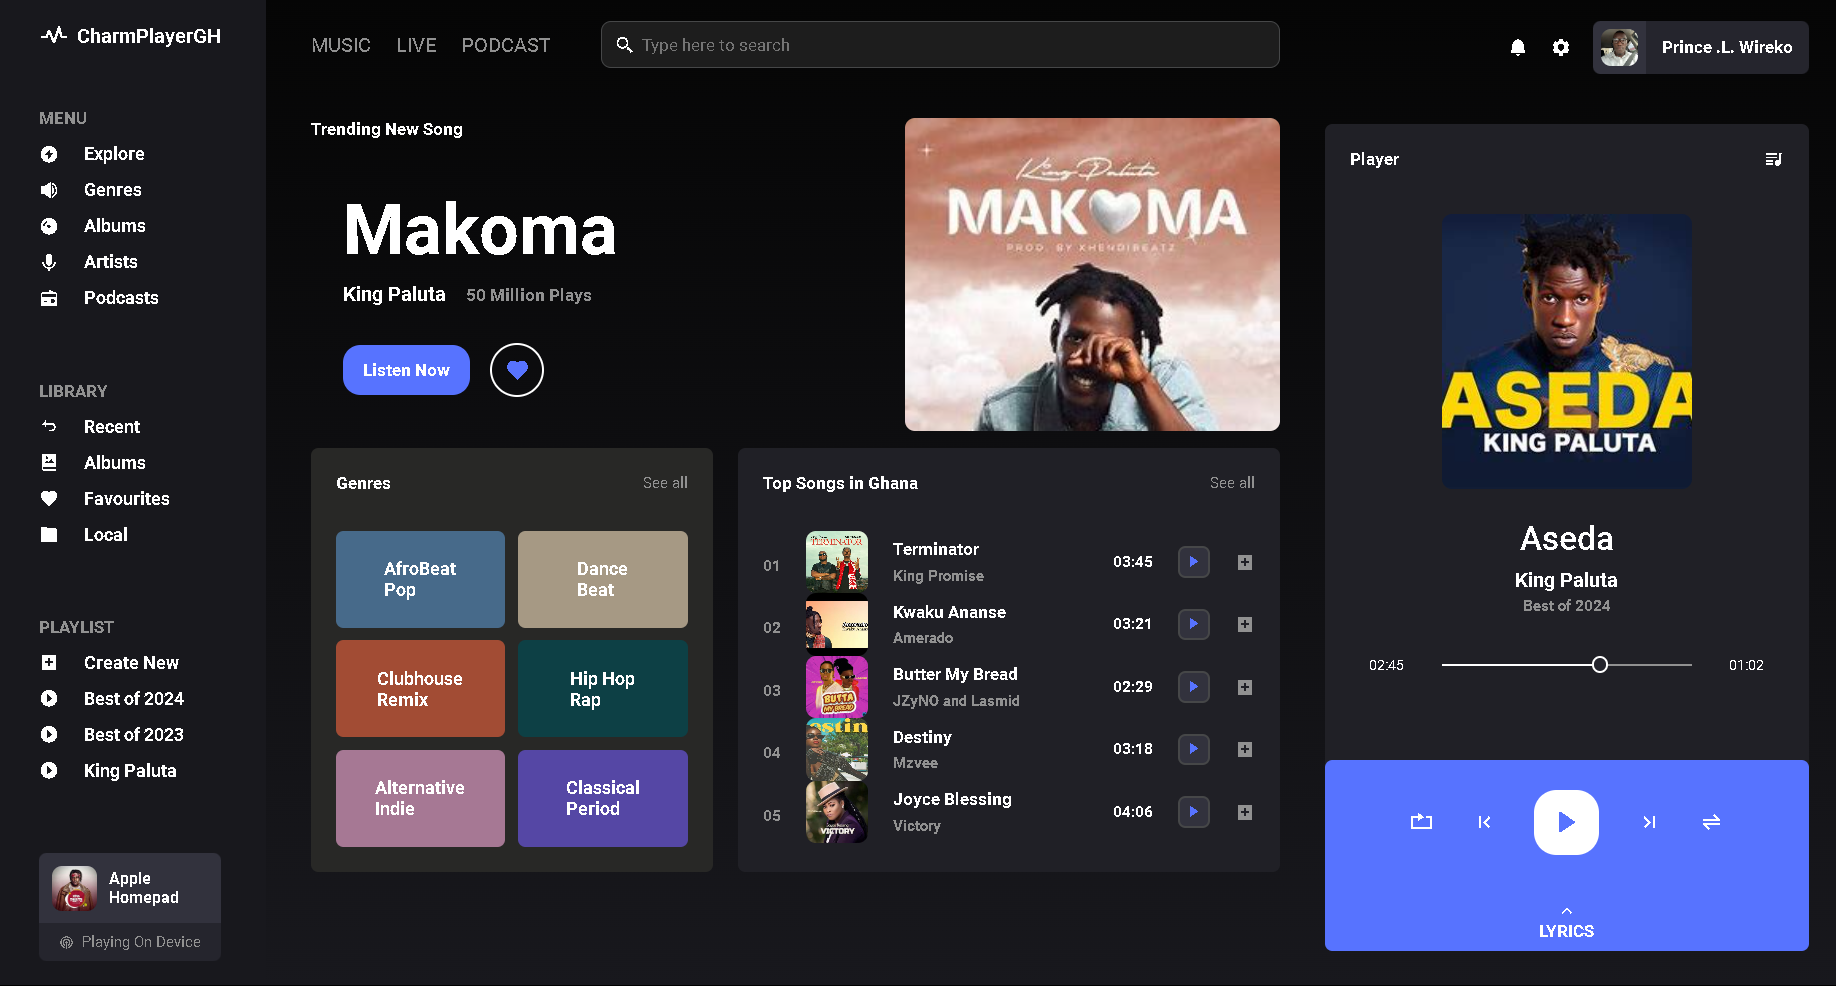 CharmPlayerGH
MUSIC LIVE PODCAST
Type here to search
Prince .L. Wireko
MENU
Explore
Genres
Albums
Artists
Podcasts
LIBRARY
Recent
Albums
Favourites
Local
PLAYLIST
Create New
Best of 2024
Best of 2023
King Paluta
Apple
Homepad
Playing On Device
Trending New Song
Makoma
King Paluta 50 Million Plays
Listen Now
King Paluta
MAKOMA
PROD. BY XHENDIBEATZ
Genres See all
AfroBeat
Pop
Dance
Beat
Clubhouse
Remix
Hip Hop
Rap
Alternative
Indie
Classical
Period
Top Songs in Ghana See all
01
TERMINATOR
Terminator
King Promise
03:45
02
Kwaku Ananse
Amerado
03:21
03
BUTTA
MY BREAD
Butter My Bread
JZyNO and Lasmid
02:29
04
Destiny
Mzvee
03:18
05
VICTORY
Joyce Blessing
Victory
04:06
Player
ASEDA
KING PALUTA
Aseda
King Paluta
Best of 2024
02:45 01:02
LYRICS